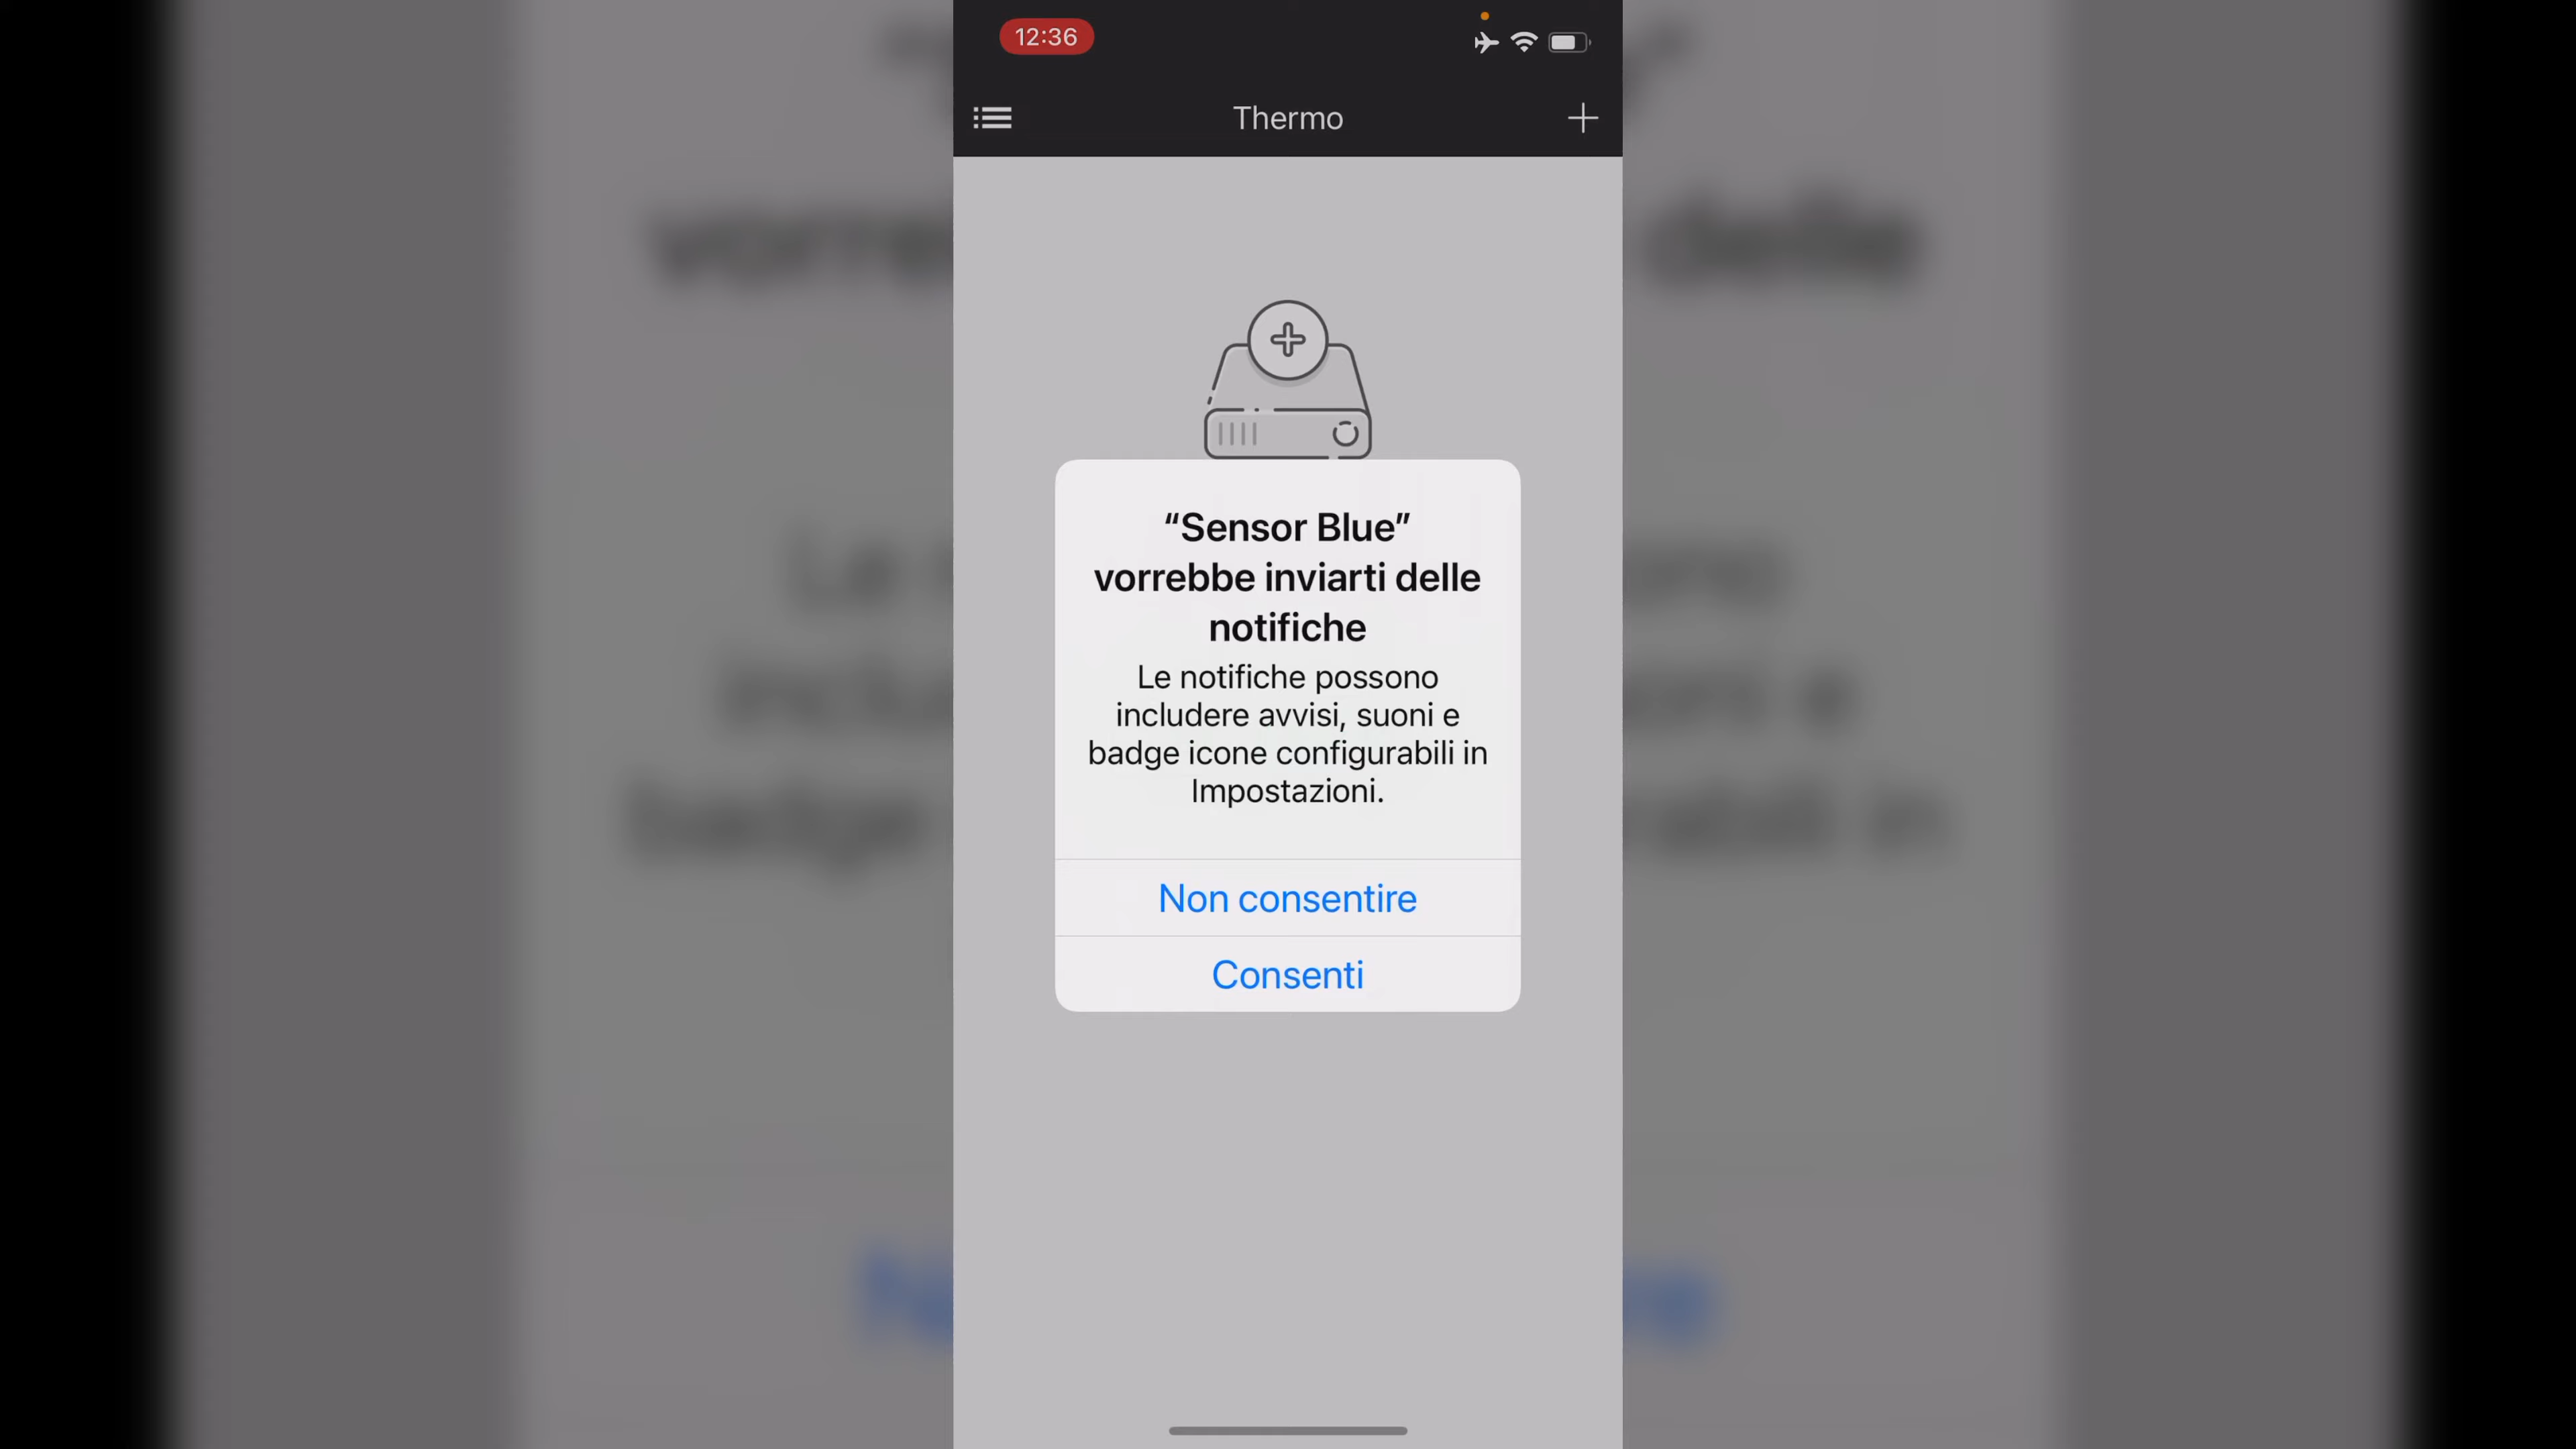 12:36
Thermo
“Sensor Blue”
vorrebbe inviarti delle
notifiche
Le notifiche possono
includere avvisi, suoni e
badge icone configurabili in
Impostazioni.
Non consentire
Consenti